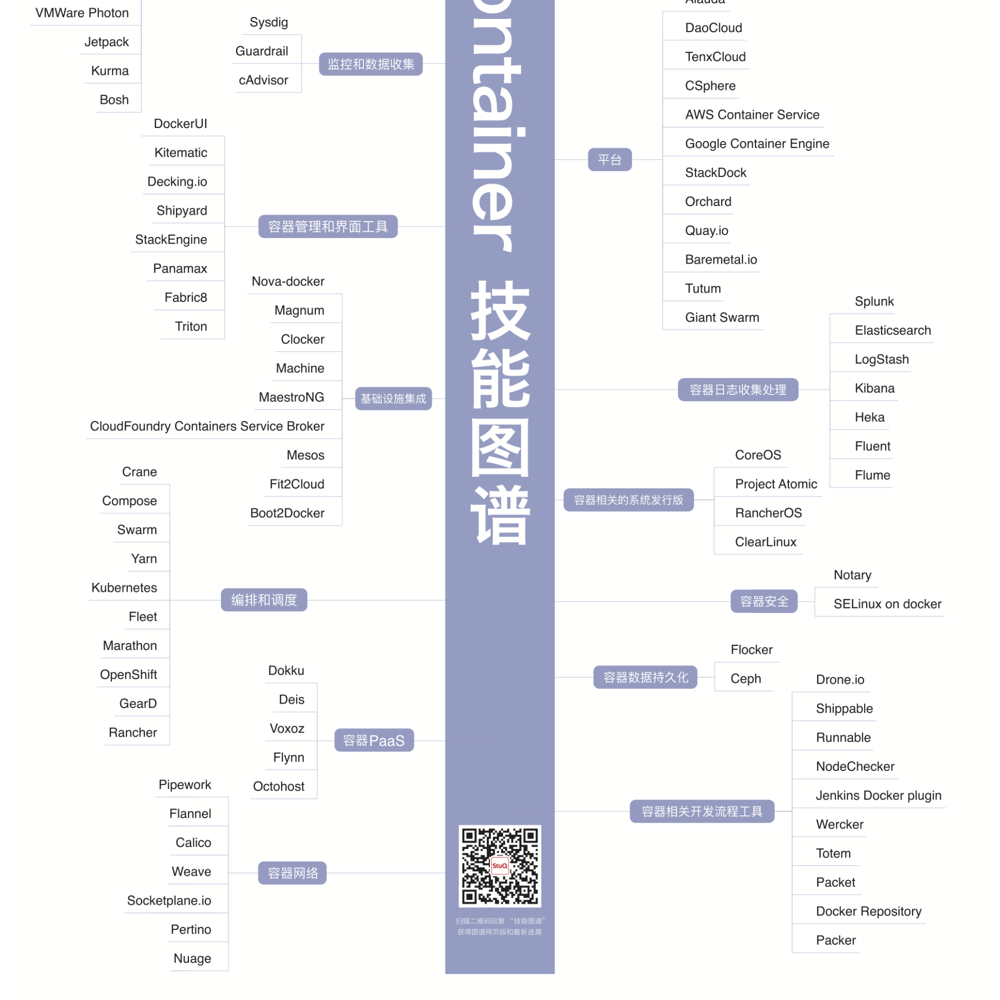 VMWare Photon
Jetpack
Kurma
Bosh
Sysdig
Guardrail
cAdvisor
监控和数据收集
DockerUI
Kitematic
Decking.io
Shipyard
StackEngine
Panamax
Fabric8
Triton
容器管理和界面工具
Nova-docker
Magnum
Clocker
Machine
MaestroNG
CloudFoundry Containers Service Broker
Mesos
Fit2Cloud
Boot2Docker
基础设施集成
Crane
Compose
Swarm
Yarn
Kubernetes
Fleet
Marathon
OpenShift
GearD
Rancher
编排和调度
Dokku
Deis
Voxoz
Flynn
Octohost
容器PaaS
Pipework
Flannel
Calico
Weave
Socketplane.io
Pertino
Nuage
容器网络
ontainer 技能图谱
StuQ
扫描二维码回复 “技能图谱”
获得图谱网页版和最新进展
平台
Alauda
DaoCloud
TenxCloud
CSphere
AWS Container Service
Google Container Engine
StackDock
Orchard
Quay.io
Baremetal.io
Tutum
Giant Swarm
容器日志收集处理
Splunk
Elasticsearch
LogStash
Kibana
Heka
Fluent
Flume
容器相关的系统发行版
CoreOS
Project Atomic
RancherOS
ClearLinux
容器安全
Notary
SELinux on docker
容器数据持久化
Flocker
Ceph
容器相关开发流程工具
Drone.io
Shippable
Runnable
NodeChecker
Jenkins Docker plugin
Wercker
Totem
Packet
Docker Repository
Packer